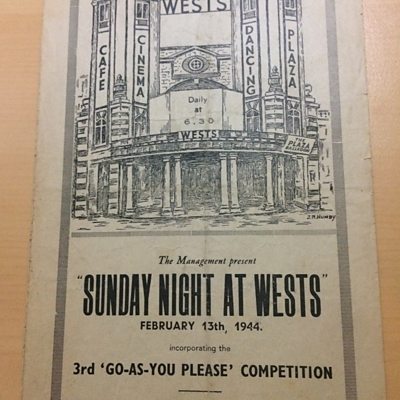 WESTS
CAFE
CINEMA
DANCING
PLAZA
Daily
at
6.30
WESTS
PLAZA
J.M.HUMBY
The Management present
"SUNDAY NIGHT AT WESTS"
FEBRUARY 13th, 1944.
incorporating the
3rd 'GO-AS-YOU PLEASE' COMPETITION